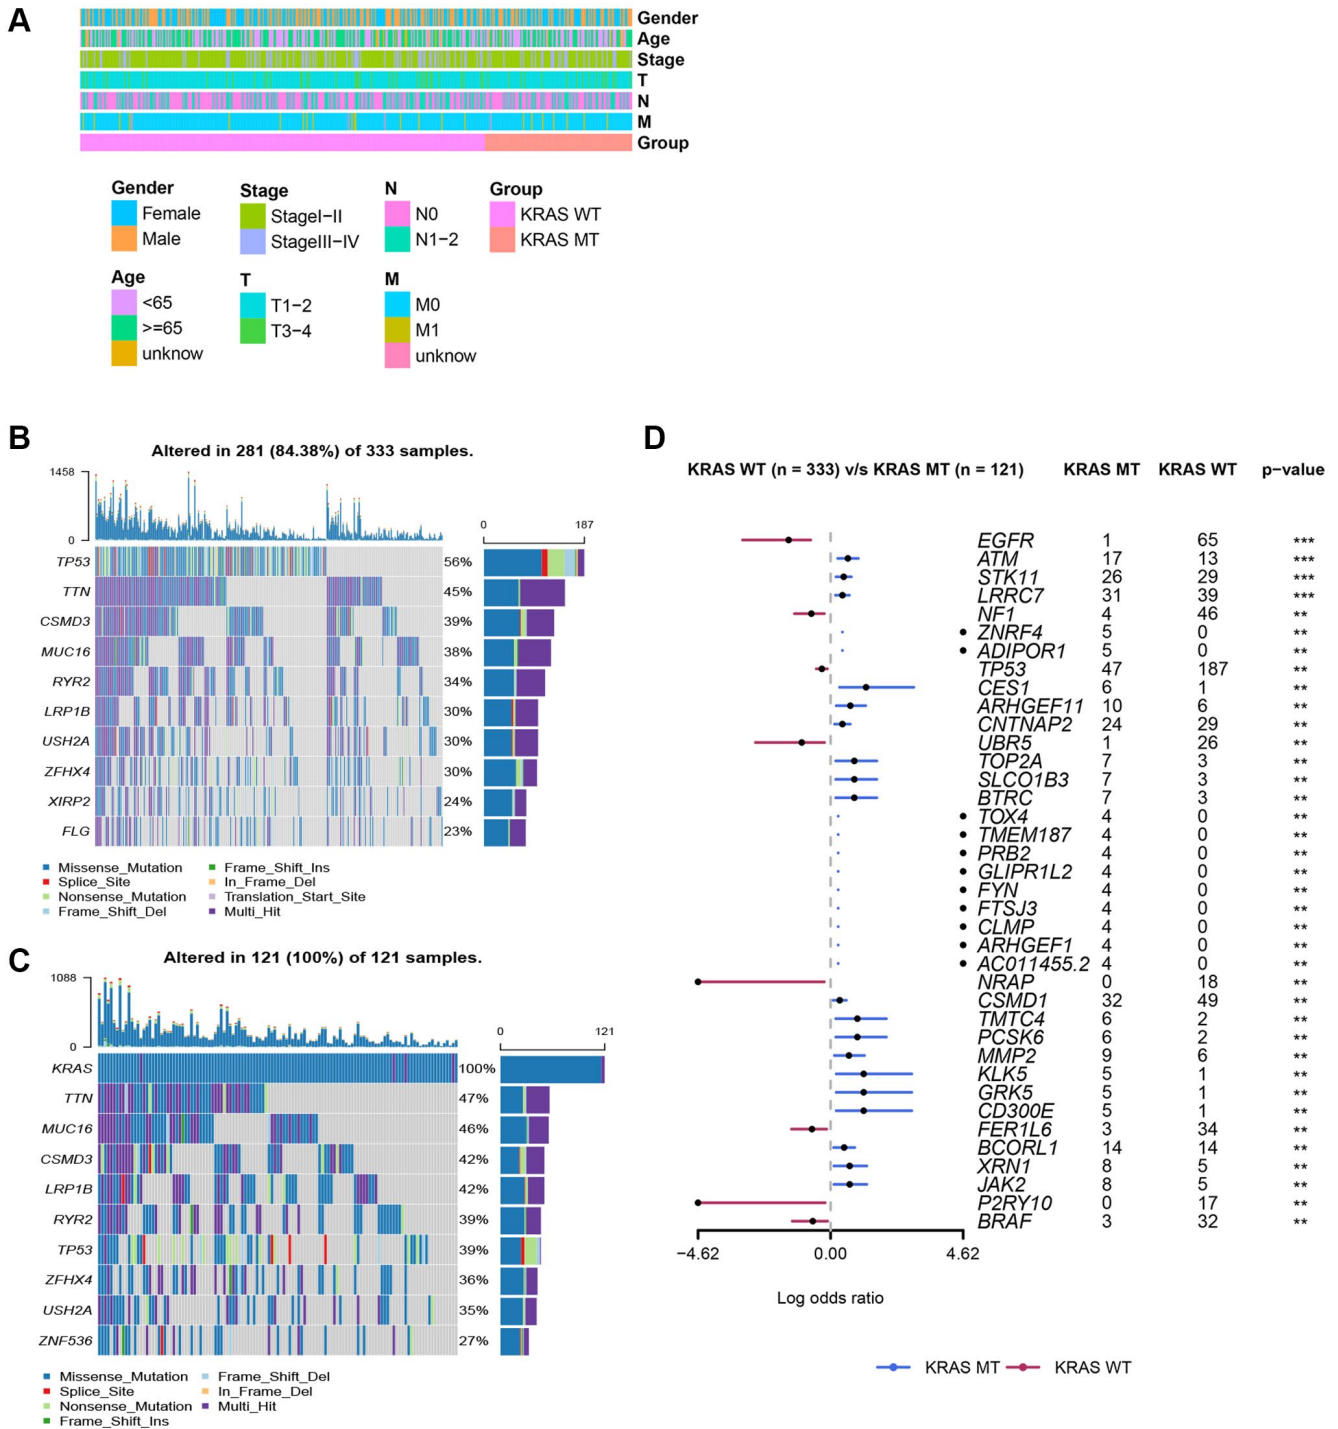 A
Gender
Age
Stage
T
N
M
Group
Gender
Female
Male
Stage
StageI-II
StageIII-IV
N
N0
N1-2
Group
KRAS WT
KRAS MT
Age
<65
>=65
unknow
T
T1-2
T3-4
M
M0
M1
unknow
B
Altered in 281 (84.38%) of 333 samples.
1458
0
0 187
TP53 56%
TTN 45%
CSMD3 39%
MUC16 38%
RYR2 34%
LRP1B 30%
USH2A 30%
ZFHX4 30%
XIRP2 24%
FLG 23%
Missense_Mutation Frame_Shift_Ins
Splice_Site In_Frame_Del
Nonsense_Mutation Translation_Start_Site
Frame_Shift_Del Multi_Hit
C
Altered in 121 (100%) of 121 samples.
1088
0
0 121
KRAS 100%
TTN 47%
MUC16 46%
CSMD3 42%
LRP1B 42%
RYR2 39%
TP53 39%
ZFHX4 36%
USH2A 35%
ZNF536 27%
Missense_Mutation Frame_Shift_Del
Splice_Site In_Frame_Del
Nonsense_Mutation Multi_Hit
Frame_Shift_Ins
D
KRAS WT (n = 333) v/s KRAS MT (n = 121) KRAS MT KRAS WT p-value
EGFR 1 65 ***
ATM 17 13 ***
STK11 26 29 ***
LRRC7 31 39 ***
NF1 4 46 **
ZNRF4 5 0 **
ADIPOR1 5 0 **
TP53 47 187 **
CES1 6 1 **
ARHGEF11 10 6 **
CNTNAP2 24 29 **
UBR5 1 26 **
TOP2A 7 3 **
SLCO1B3 7 3 **
BTRC 7 3 **
TOX4 4 0 **
TMEM187 4 0 **
PRB2 4 0 **
GLIPR1L2 4 0 **
FYN 4 0 **
FTSJ3 4 0 **
CLMP 4 0 **
ARHGEF1 4 0 **
AC011455.2 4 0 **
NRAP 0 18 **
CSMD1 32 49 **
TMTC4 6 2 **
PCSK6 6 2 **
MMP2 9 6 **
KLK5 5 1 **
GRK5 5 1 **
CD300E 5 1 **
FER1L6 3 34 **
BCORL1 14 14 **
XRN1 8 5 **
JAK2 8 5 **
P2RY10 0 17 **
BRAF 3 32 **
−4.62 0.00 4.62
Log odds ratio
KRAS MT KRAS WT